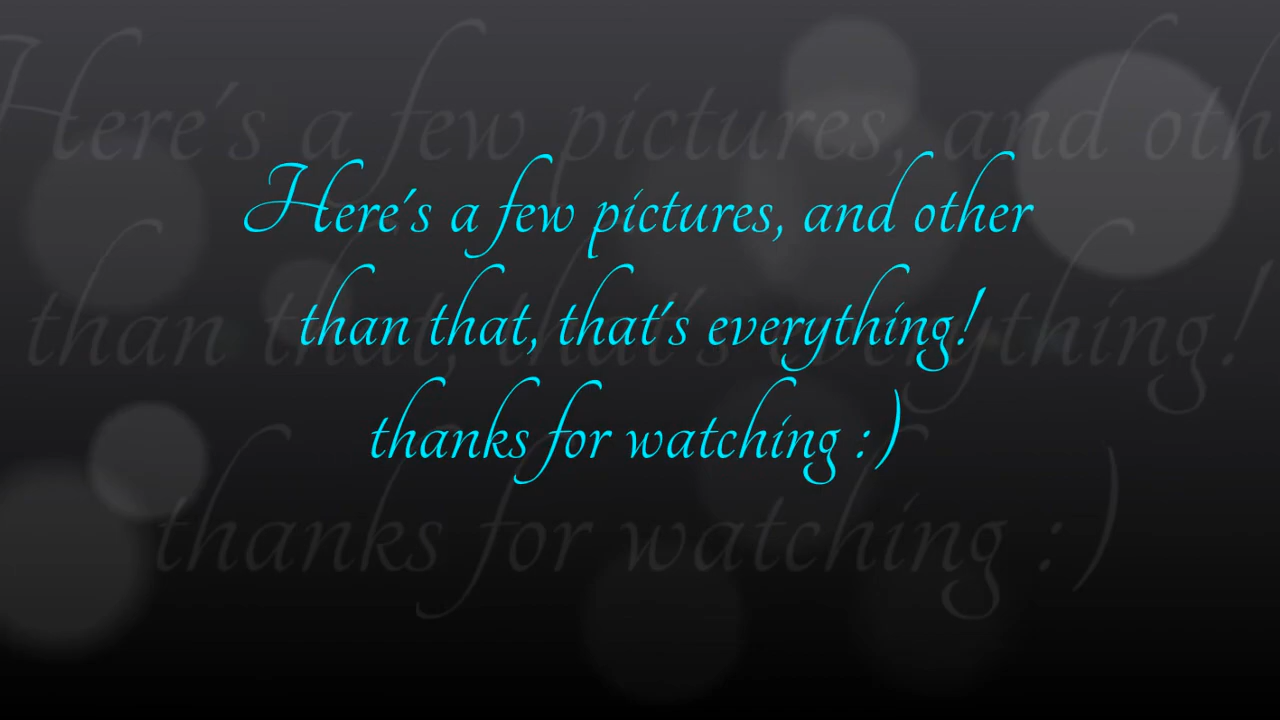 Here's a few pictures, and other
than that, that's everything!
thanks for watching :)